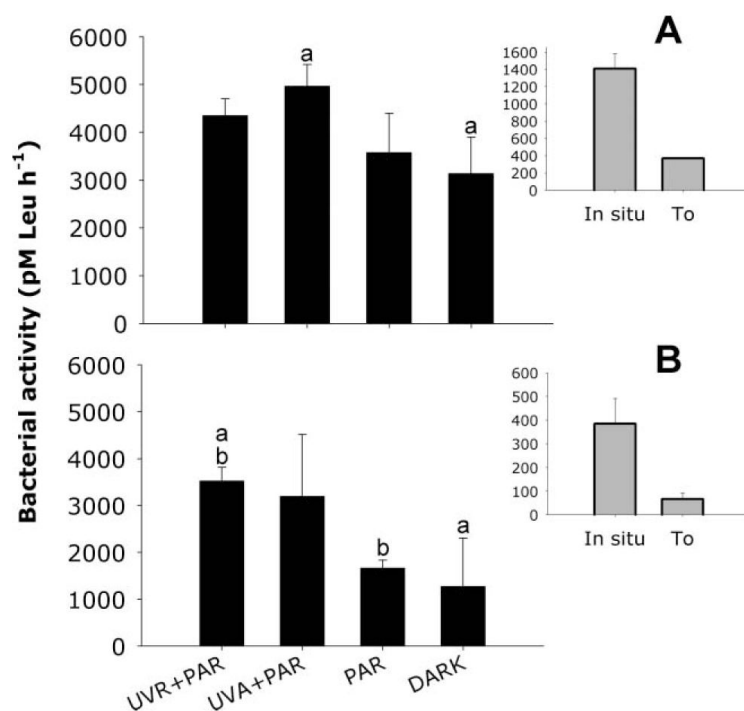 Bacterial activity (pM Leu h⁻¹)
A
6000
5000
4000
3000
2000
1000
0
a
a
1600
1400
1200
1000
800
600
400
200
0
In situ To
B
6000
5000
4000
3000
2000
1000
0
a
b
b
a
600
500
400
300
200
100
0
In situ To
UVR+PAR UVA+PAR PAR DARK